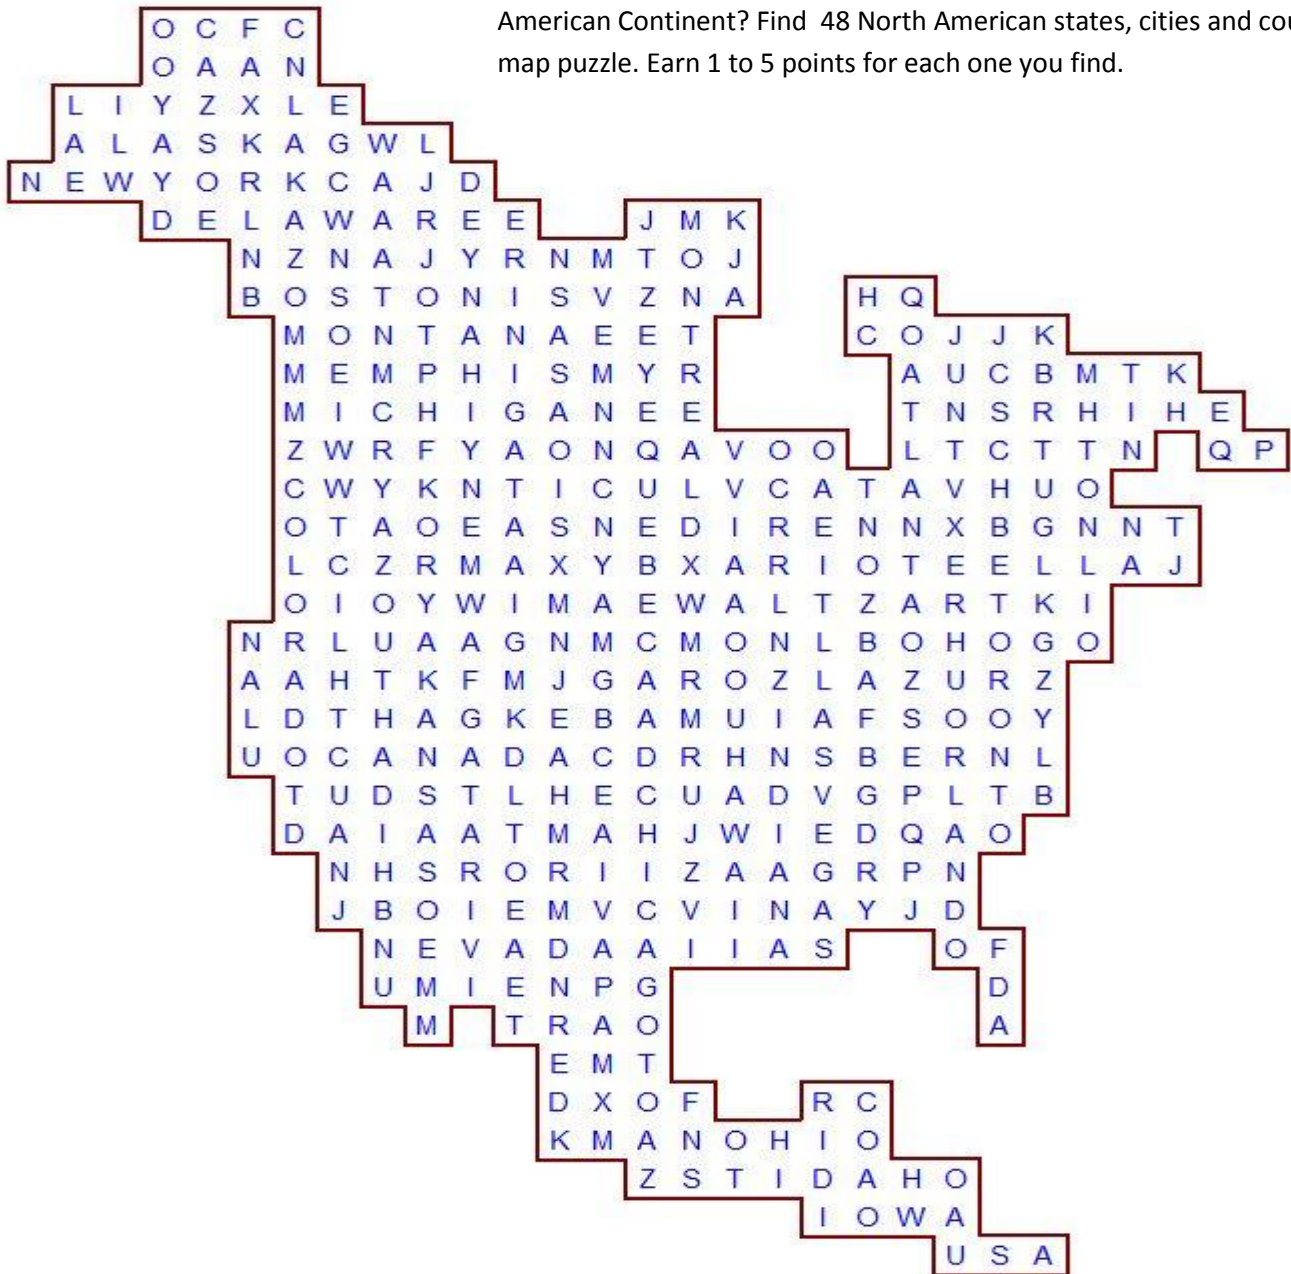 American Continent? Find 48 North American states, cities and cou
map puzzle. Earn 1 to 5 points for each one you find.
O C F C
O A A N
L I Y Z X L E
A L A S K A G W L
N E W Y O R K C A J D
D E L A W A R E E J M K
N Z N A J Y R N M T O J
B O S T O N I S V Z N A H Q
M O N T A N A E E T C O J J K
M E M P H I S M Y R A U C B M T K
M I C H I G A N E E T N S R H I H E
Z W R F Y A O N Q A V O O L T C T T N Q P
C W Y K N T I C U L V C A T A V H U O
O T A O E A S N E D I R E N N X B G N N T
L C Z R M A X Y B X A R I O T E E L L A J
O I O Y W I M A E W A L T Z A R T K I
N R L U A A G N M C M O N L B O H O G O
A A H T K F M J G A R O Z L A Z U R Z
L D T H A G K E B A M U I A F S O O Y
U O C A N A D A C D R H N S B E R N L
T U D S T L H E C U A D V G P L T B
D A I A A T M A H J W I E D Q A O
N H S R O R I I Z A A G R P N
J B O I E M V C V I N A Y J D
N E V A D A A I I A S O F
U M I E N P G D
M T R A O A
E M T
D X O F R C
K M A N O H I O
Z S T I D A H O
I O W A
U S A